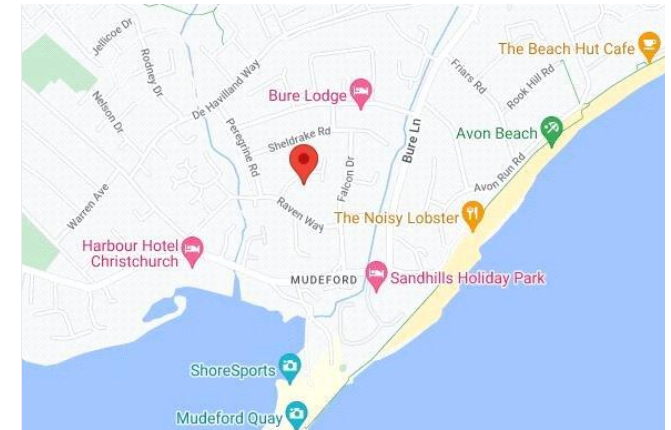 Jellicoe Dr
Rodney Dr
De Havilland Way
Nelson Dr
Bure Lodge
Friars Rd
The Beach Hut Cafe
Rook Hill Rd
Peregrine Rd
Sheldrake Rd
Bure Ln
Avon Beach
Warren Ave
Falcon Dr
Avon Run Rd
Raven Way
The Noisy Lobster
Harbour Hotel
Christchurch
MUDEFORD
Sandhills Holiday Park
ShoreSports
Mudeford Quay